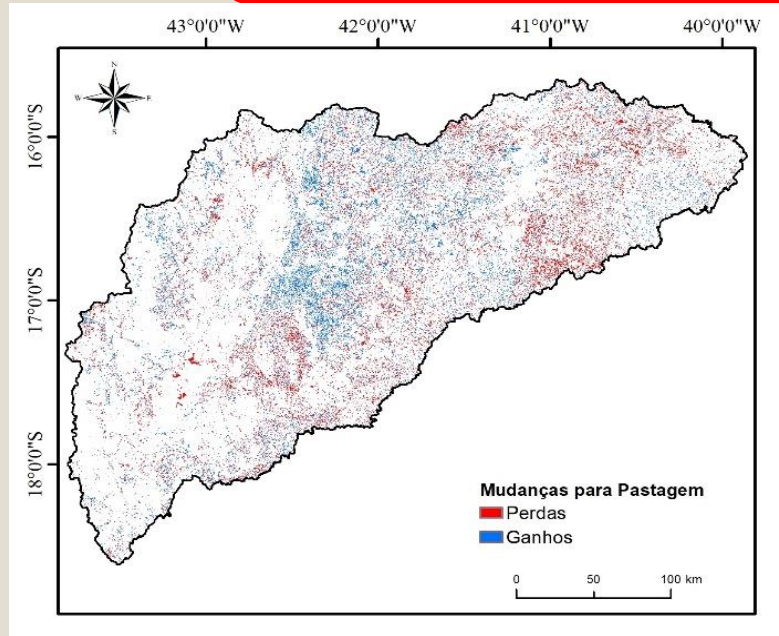 43°0'0"W 42°0'0"W 41°0'0"W 40°0'0"W
N
W E
S
16°0'0"S
17°0'0"S
18°0'0"S
Mudanças para Pastagem
Perdas
Ganhos
0 50 100 km